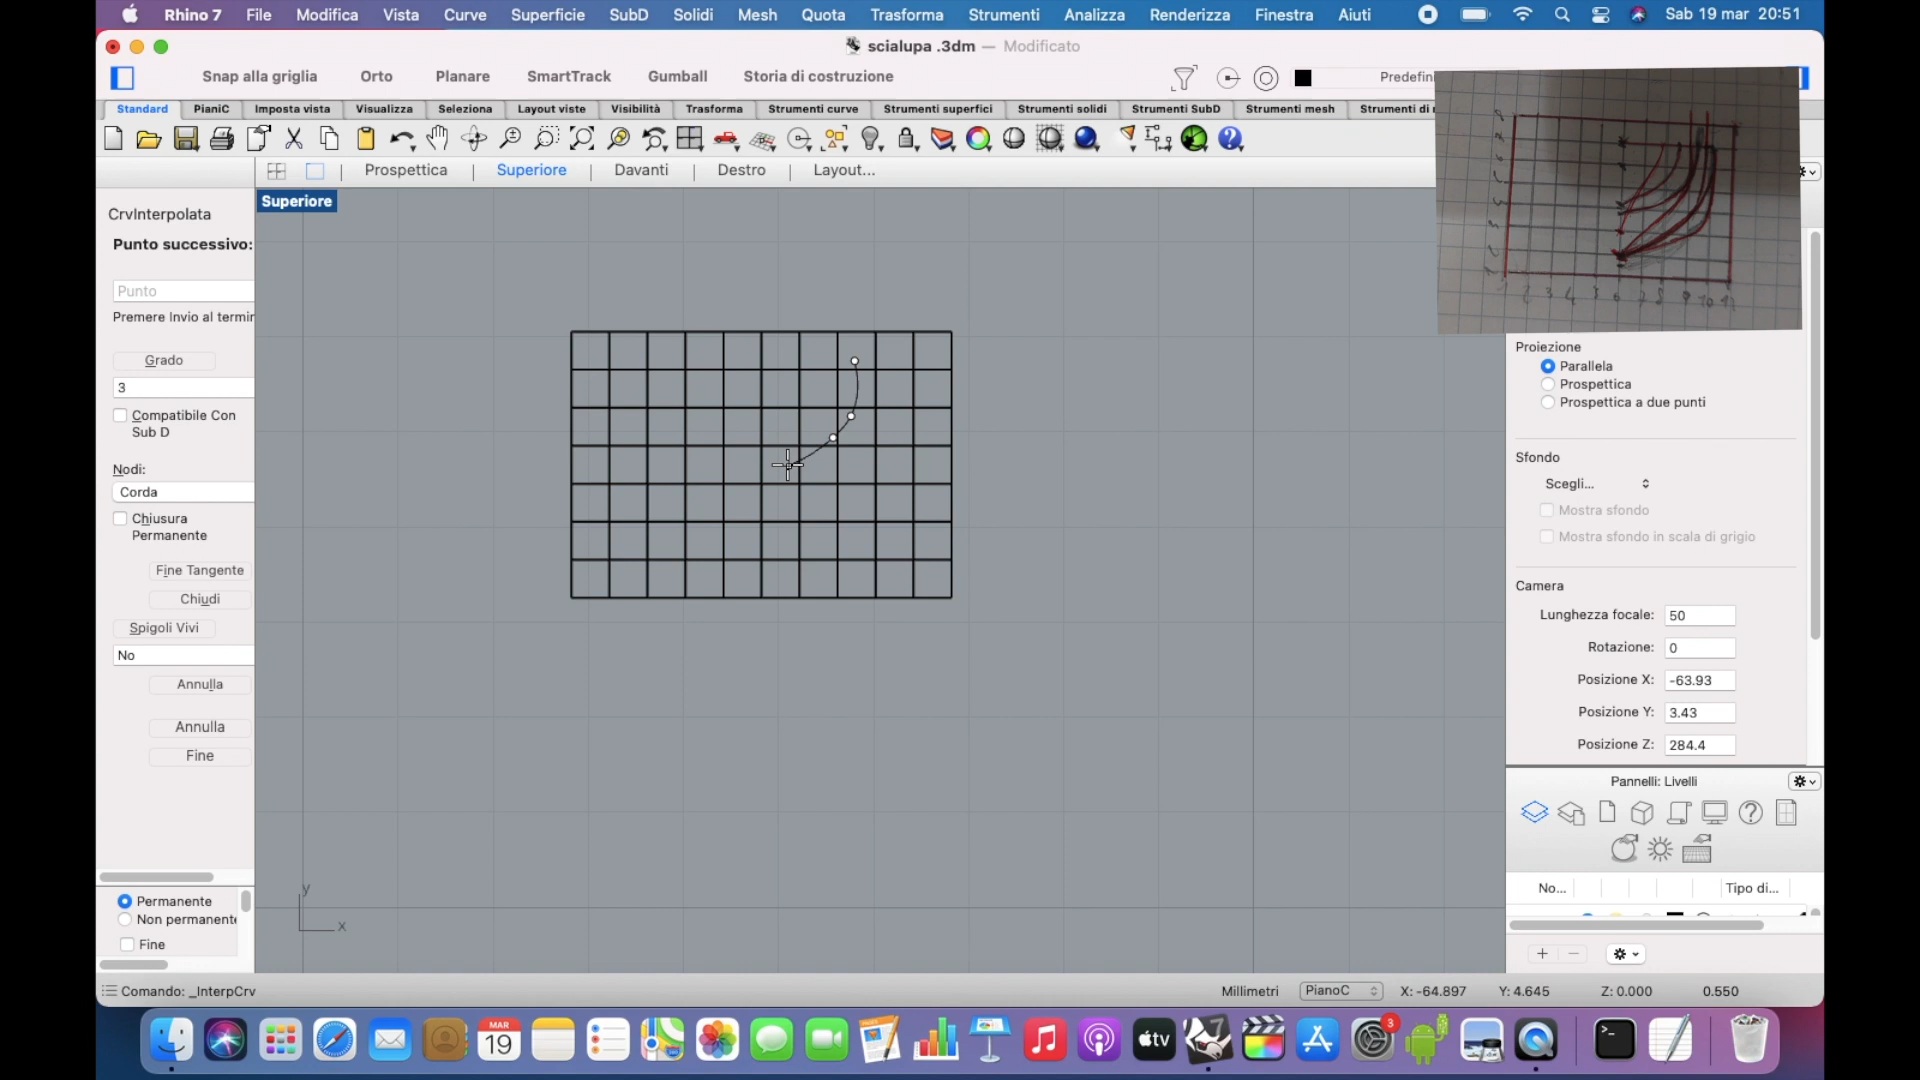 Rhino 7 File Modifica Vista Curve Superficie SubD Solidi Mesh Quota Trasforma Strumenti Analizza Renderizza Finestra Aiuti Sab 19 mar 20:51
scialupa .3dm — Modificato
Snap alla griglia Orto Planare SmartTrack Gumball Storia di costruzione Predefin
Standard PianiC Imposta vista Visualizza Seleziona Layout viste Visibilità Trasforma Strumenti curve Strumenti superfici Strumenti solidi Strumenti SubD Strumenti mesh Strumenti di
Prospettica Superiore Davanti Destro Layout...
Superiore
CrvInterpolata
Punto successivo:
Punto
Premere Invio al termin
Grado
3
Compatibile Con
Sub D
Nodi:
Corda
Chiusura
Permanente
Fine Tangente
Chiudi
Spigoli Vivi
No
Annulla
Annulla
Fine
Permanente
Non permanente
Fine
y
x
Proiezione
Parallela
Prospettica
Prospettica a due punti
Sfondo
Scegli...
Mostra sfondo
Mostra sfondo in scala di grigio
Camera
Lunghezza focale: 50
Rotazione: 0
Posizione X: -63.93
Posizione Y: 3.43
Posizione Z: 284.4
Pannelli: Livelli
No... Tipo di...
Comando: _InterpCrv Millimetri PianoC X: -64.897 Y: 4.645 Z: 0.000 0.550
MAR
19
tv
7
3